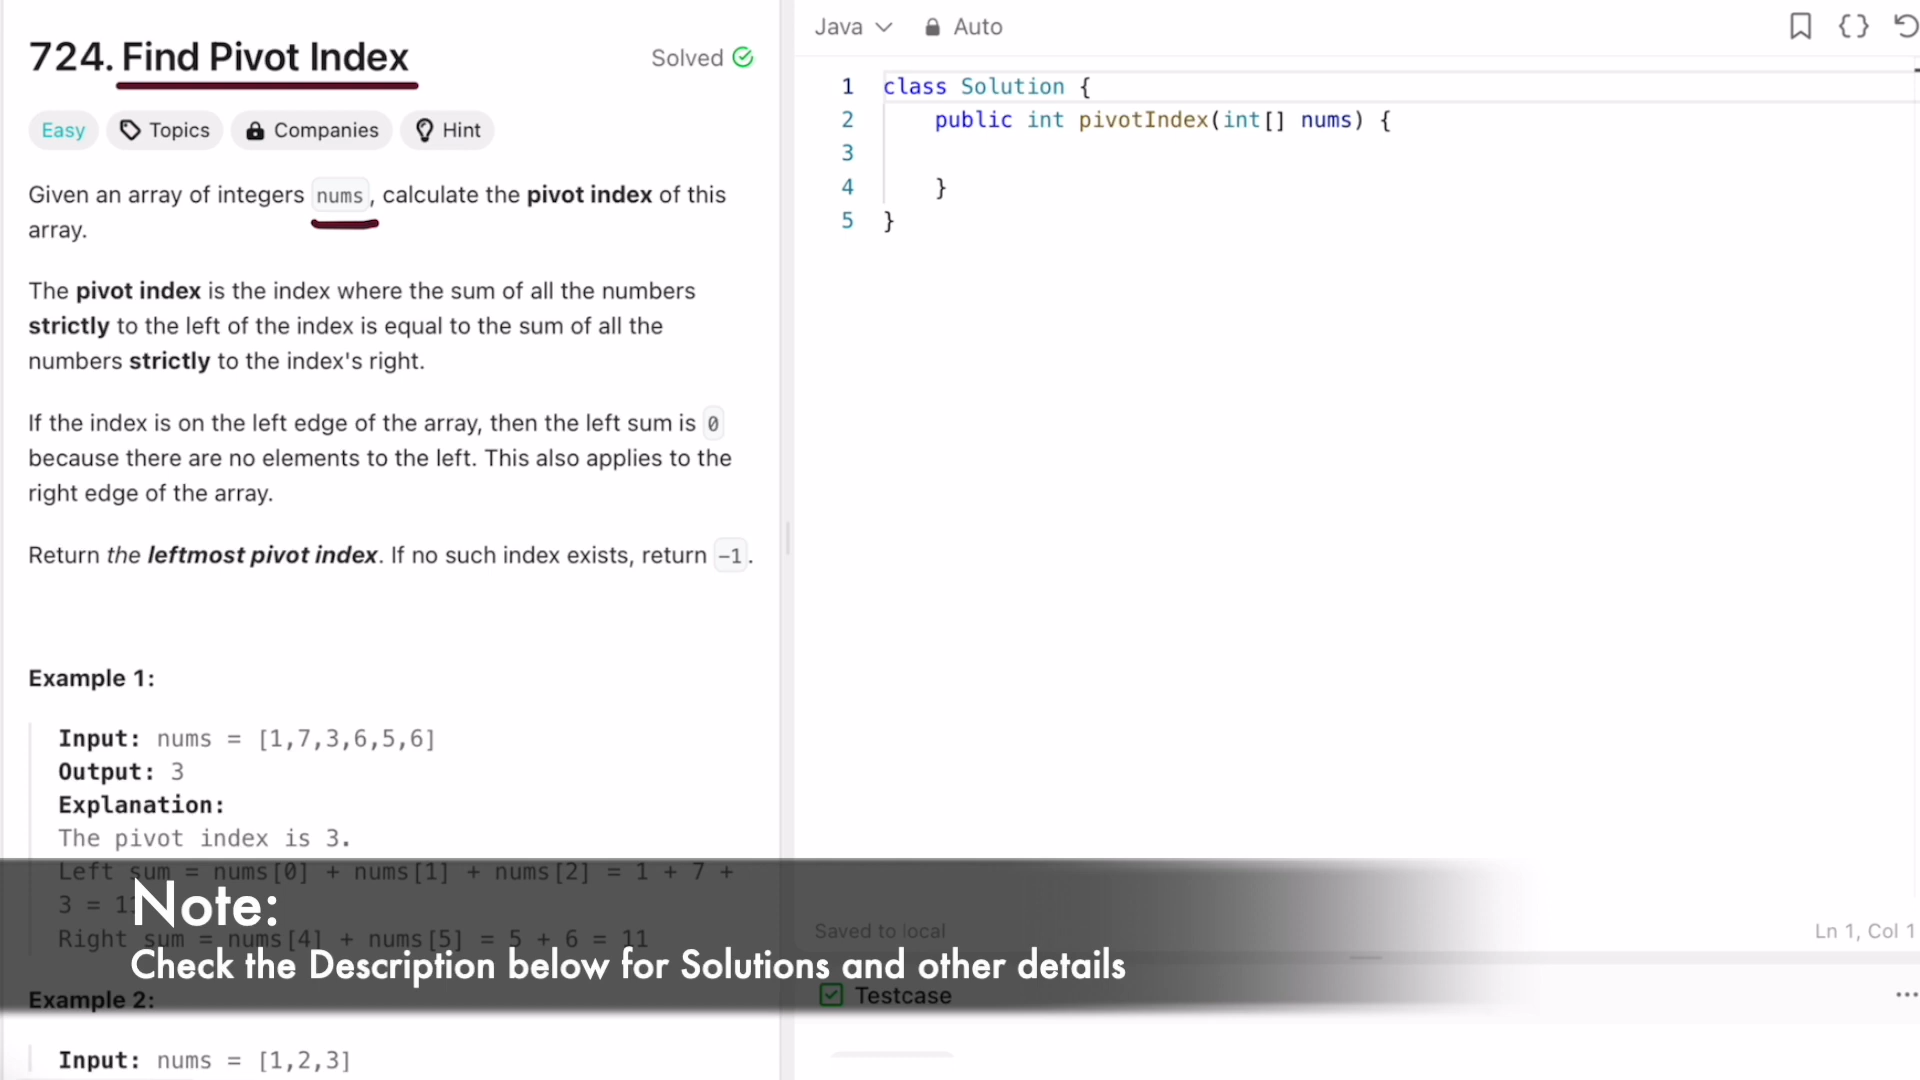 724. Find Pivot Index
Solved
Easy
Topics
Companies
Hint
Given an array of integers nums, calculate the pivot index of this
array.
The pivot index is the index where the sum of all the numbers
strictly to the left of the index is equal to the sum of all the
numbers strictly to the index's right.
If the index is on the left edge of the array, then the left sum is 0
because there are no elements to the left. This also applies to the
right edge of the array.
Return the leftmost pivot index. If no such index exists, return -1.
Example 1:
Input: nums = [1,7,3,6,5,6]
Output: 3
Explanation:
The pivot index is 3.
Left sum = nums[0] + nums[1] + nums[2] = 1 + 7 +
3 = 11
Right sum = nums[4] + nums[5] = 5 + 6 = 11
Example 2:
Input: nums = [1,2,3]
Java
Auto
1 class Solution {
2 public int pivotIndex(int[] nums) {
3
4 }
5 }
Saved to local
Ln 1, Col 1
Testcase
Note:
Check the Description below for Solutions and other details